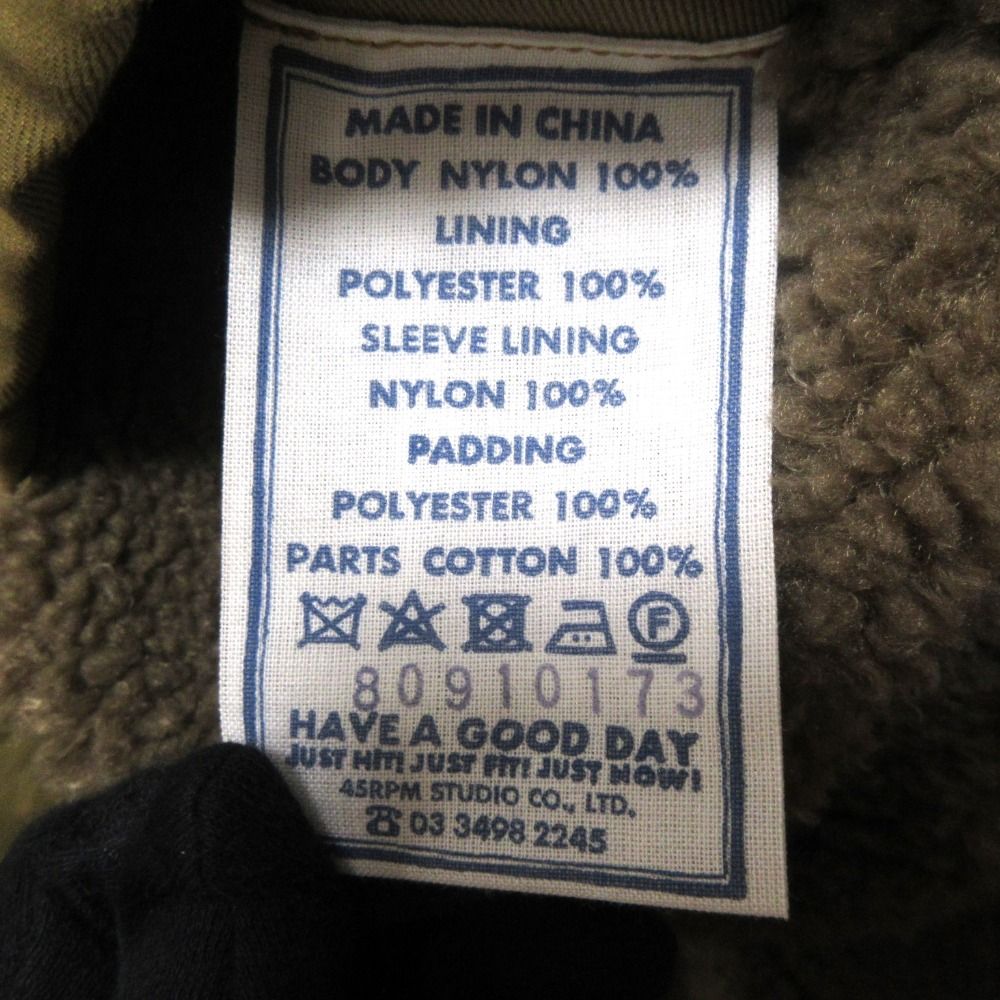 MADE IN CHINA
BODY NYLON 100%
LINING
POLYESTER 100%
SLEEVE LINING
NYLON 100%
PADDING
POLYESTER 100%
PARTS COTTON 100%
F
80910173
HAVE A GOOD DAY
JUST HIT! JUST FIT! JUST NOW!
45RPM STUDIO CO., LTD.
☎ 03 3498 2245